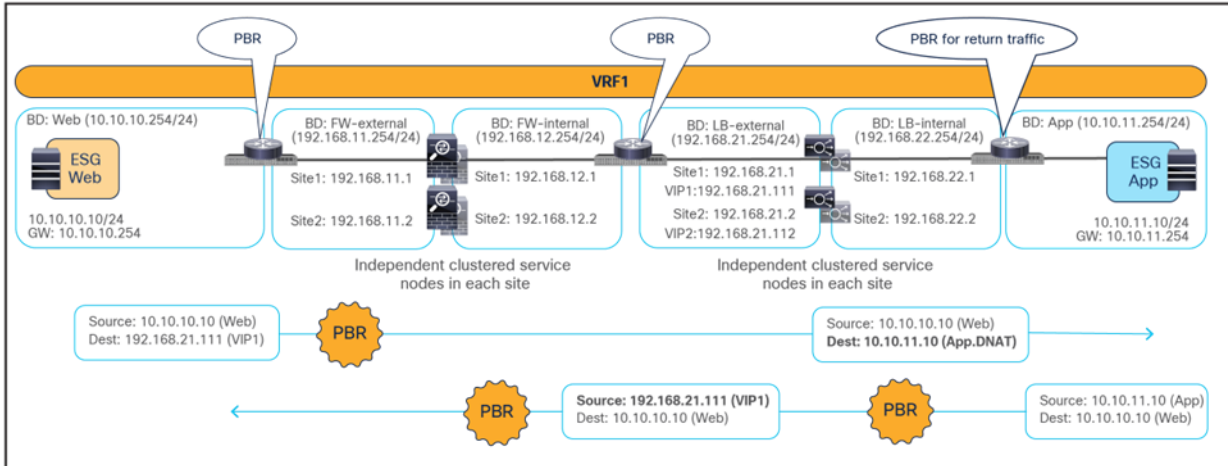 PBR
PBR
PBR for return traffic
VRF1
BD: Web (10.10.10.254/24)
ESG
Web
10.10.10.10/24
GW: 10.10.10.254
BD: FW-external
(192.168.11.254/24)
Site1: 192.168.11.1
Site2: 192.168.11.2
BD: FW-internal
(192.168.12.254/24)
Site1: 192.168.12.1
Site2: 192.168.12.2
BD: LB-external
(192.168.21.254/24)
Site1: 192.168.21.1
VIP1:192.168.21.111
Site2: 192.168.21.2
VIP2:192.168.21.112
BD: LB-internal
(192.168.22.254/24)
Site1: 192.168.22.1
Site2: 192.168.22.2
BD: App (10.10.11.254/24)
ESG
App
10.10.11.10/24
GW: 10.10.11.254
Independent clustered service
nodes in each site
Independent clustered service
nodes in each site
Source: 10.10.10.10 (Web)
Dest: 192.168.21.111 (VIP1)
PBR
Source: 10.10.10.10 (Web)
Dest: 10.10.11.10 (App.DNAT)
PBR
Source: 192.168.21.111 (VIP1)
Dest: 10.10.10.10 (Web)
PBR
Source: 10.10.11.10 (App)
Dest: 10.10.10.10 (Web)